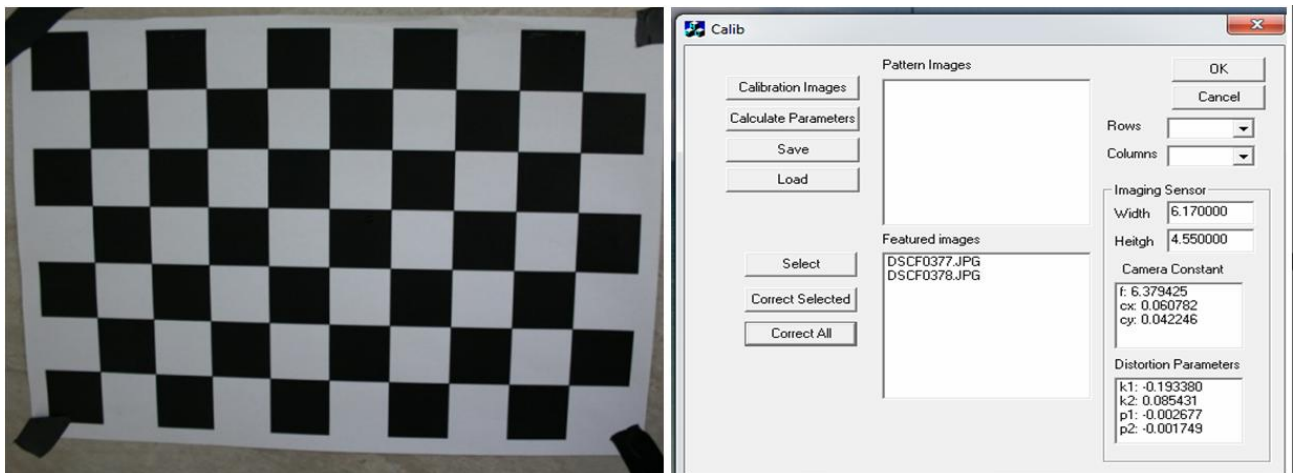 Calib
Pattern Images
OK
Calibration Images
Cancel
Calculate Parameters
Rows
Save
Columns
Load
Imaging Sensor
Width 6.170000
Featured images
Heitgh 4.550000
Select
DSCF0377.JPG
DSCF0378.JPG
Camera Constant
Correct Selected
f: 6.379425
cx: 0.060782
cy: 0.042246
Correct All
Distortion Parameters
k1: -0.193380
k2: 0.085431
p1: -0.002677
p2: -0.001749